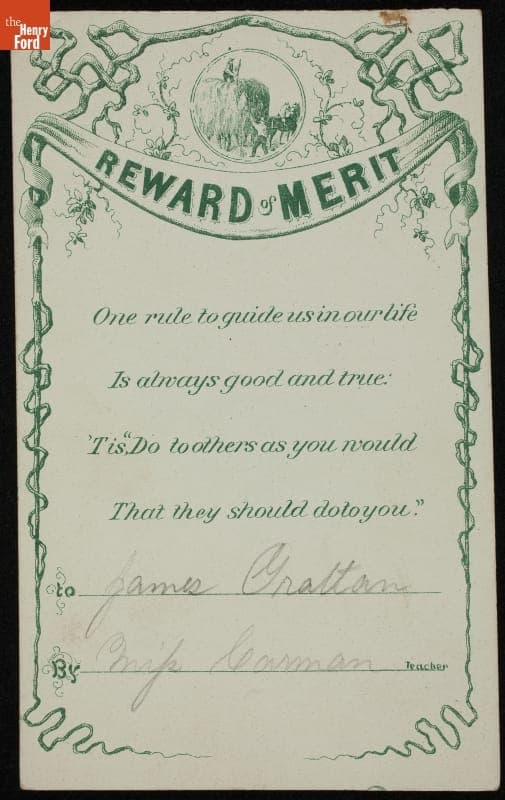 the
Henry
Ford
REWARD of MERIT
One rule to guide us in our life
Is always good and true:
'Tis, "Do to others as you would
That they should do to you."
to James Grattan
By Miss Carman Teacher